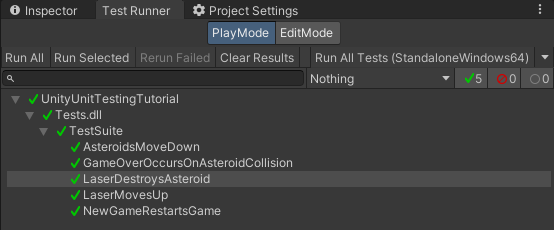 Inspector Test Runner Project Settings
PlayMode EditMode
Run All Run Selected Rerun Failed Clear Results Run All Tests (StandaloneWindows64)
Nothing 5 0 0
UnityUnitTestingTutorial
Tests.dll
TestSuite
AsteroidsMoveDown
GameOverOccursOnAsteroidCollision
LaserDestroysAsteroid
LaserMovesUp
NewGameRestartsGame